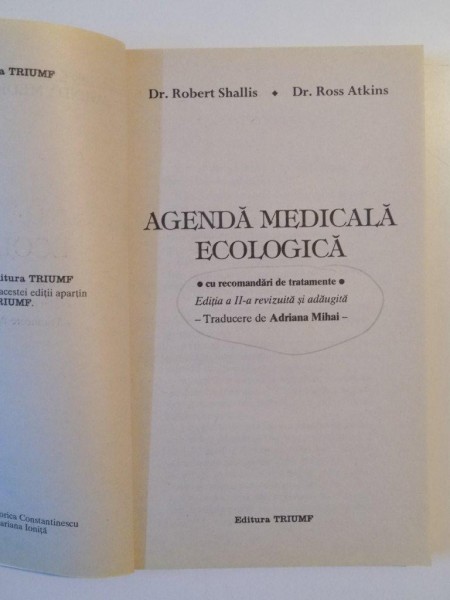 a TRIUMF
itura TRIUMF
acestei ediții aparțin
RIUMF.
orica Constantinescu
ariana Ioniță
Dr. Robert Shallis ♦ Dr. Ross Atkins
AGENDĂ MEDICALĂ
ECOLOGICĂ
● cu recomandări de tratamente ●
Ediția a II-a revizuită și adăugită
– Traducere de Adriana Mihai –
Editura TRIUMF